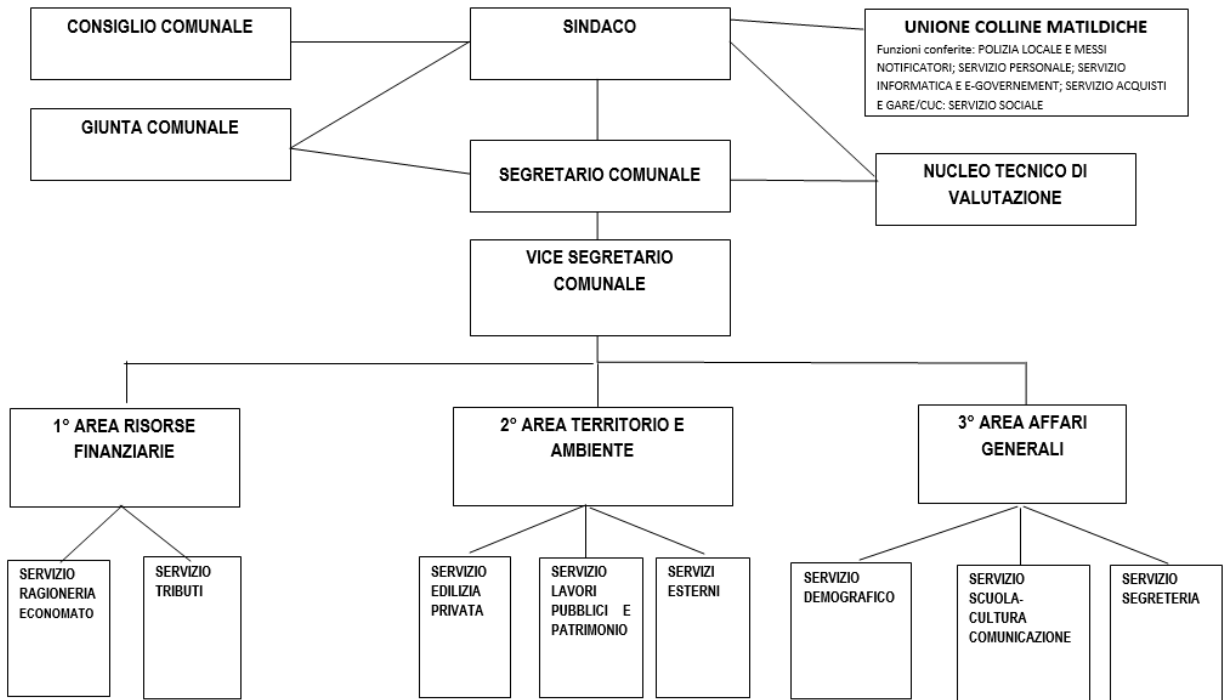 CONSIGLIO COMUNALE
SINDACO
UNIONE COLLINE MATILDICHE
Funzioni conferite: POLIZIA LOCALE E MESSI
NOTIFICATORI; SERVIZIO PERSONALE; SERVIZIO
INFORMATICA E E-GOVERNEMENT; SERVIZIO ACQUISTI
E GARE/CUC: SERVIZIO SOCIALE
GIUNTA COMUNALE
SEGRETARIO COMUNALE
NUCLEO TECNICO DI
VALUTAZIONE
VICE SEGRETARIO
COMUNALE
1° AREA RISORSE
FINANZIARIE
2° AREA TERRITORIO E
AMBIENTE
3° AREA AFFARI
GENERALI
SERVIZIO
RAGIONERIA
ECONOMATO
SERVIZIO
TRIBUTI
SERVIZIO
EDILIZIA
PRIVATA
SERVIZIO
LAVORI
PUBBLICI E
PATRIMONIO
SERVIZI
ESTERNI
SERVIZIO
DEMOGRAFICO
SERVIZIO
SCUOLA-
CULTURA
COMUNICAZIONE
SERVIZIO
SEGRETERIA